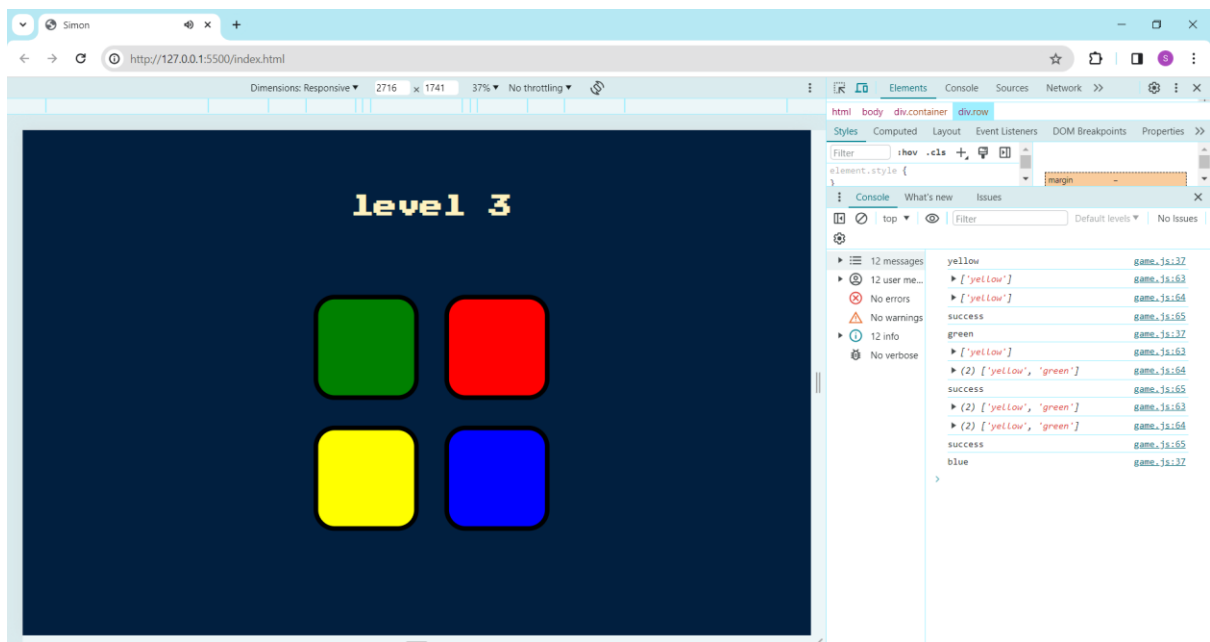 Simon
http://127.0.0.1:5500/index.html
S
Dimensions: Responsive 2716 x 1741 37% No throttling
level 3
Elements Console Sources Network
html body div.container div.row
Styles Computed Layout Event Listeners DOM Breakpoints Properties
Filter :hov .cls
element.style {
}
margin –
Console What's new Issues
top Filter Default levels No Issues
12 messages
12 user me...
No errors
No warnings
12 info
No verbose
yellow game.js:37
['yellow'] game.js:63
['yellow'] game.js:64
success game.js:65
green game.js:37
['yellow'] game.js:63
(2) ['yellow', 'green'] game.js:64
success game.js:65
(2) ['yellow', 'green'] game.js:63
(2) ['yellow', 'green'] game.js:64
success game.js:65
blue game.js:37